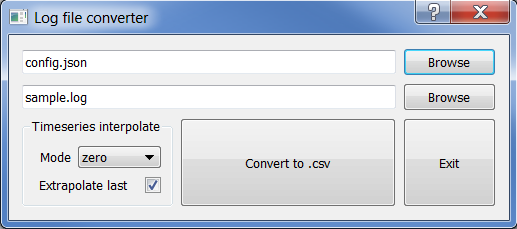 Log file converter
config.json
Browse
sample.log
Browse
Timeseries interpolate
Mode zero
Extrapolate last
Convert to .csv
Exit